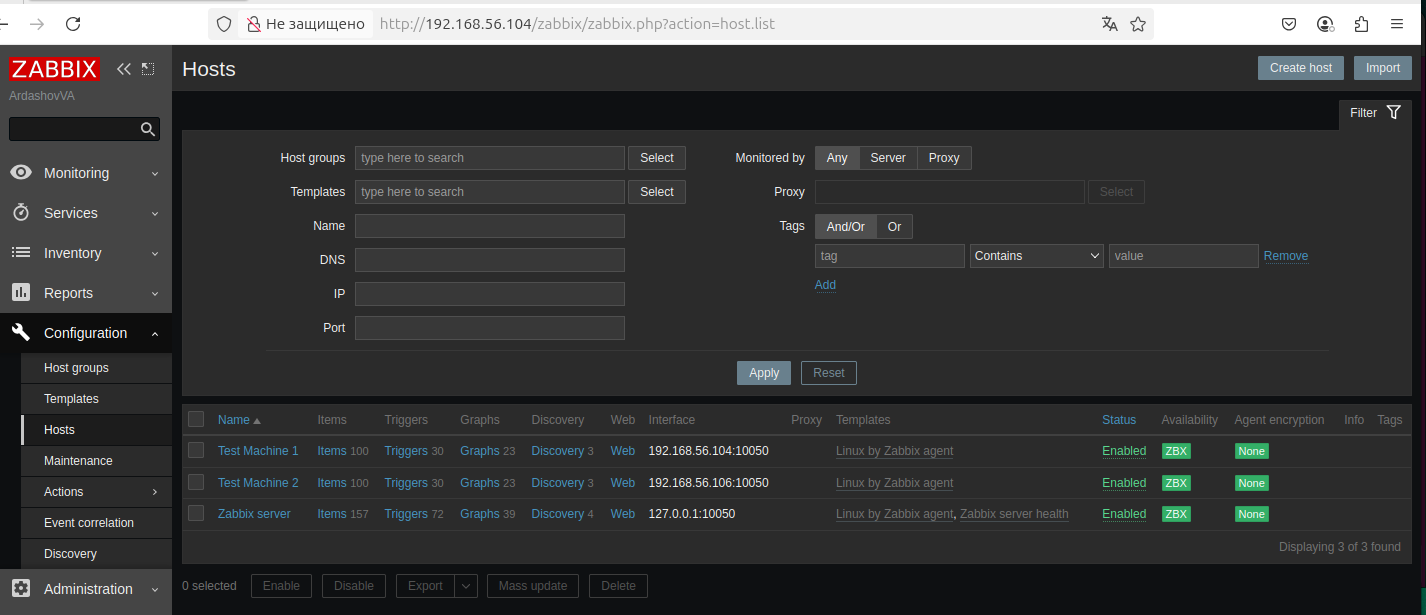 Не защищено http://192.168.56.104/zabbix/zabbix.php?action=host.list
ZABBIX
ArdashovVA
Monitoring
Services
Inventory
Reports
Configuration
Host groups
Templates
Hosts
Maintenance
Actions
Event correlation
Discovery
Administration
Hosts Create host Import
Filter
Host groups type here to search Select
Templates type here to search Select
Name
DNS
IP
Port
Monitored by Any Server Proxy
Proxy Select
Tags And/Or Or
tag Contains value Remove
Add
Apply Reset
Name Items Triggers Graphs Discovery Web Interface Proxy Templates Status Availability Agent encryption Info Tags
Test Machine 1 Items 100 Triggers 30 Graphs 23 Discovery 3 Web 192.168.56.104:10050 Linux by Zabbix agent Enabled ZBX None
Test Machine 2 Items 100 Triggers 30 Graphs 23 Discovery 3 Web 192.168.56.106:10050 Linux by Zabbix agent Enabled ZBX None
Zabbix server Items 157 Triggers 72 Graphs 39 Discovery 4 Web 127.0.0.1:10050 Linux by Zabbix agent, Zabbix server health Enabled ZBX None
Displaying 3 of 3 found
0 selected Enable Disable Export Mass update Delete